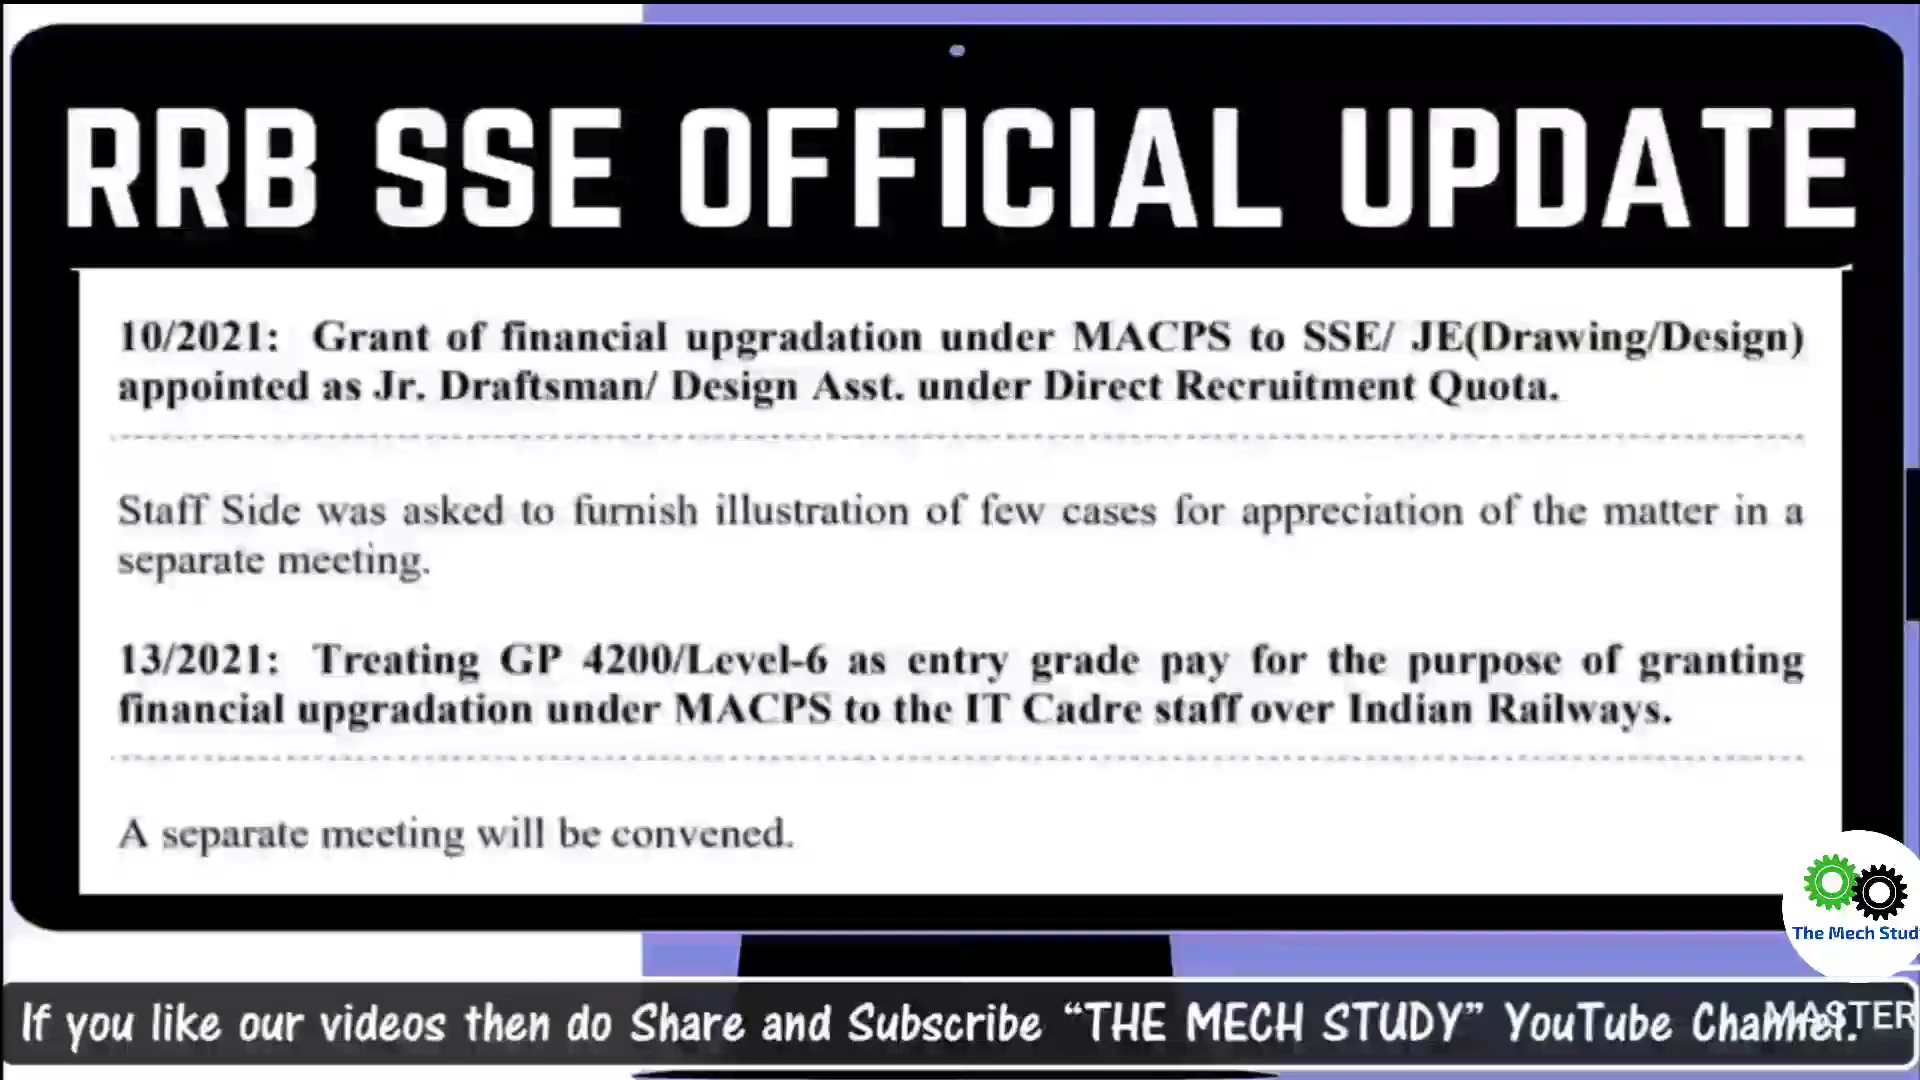 RRB SSE OFFICIAL UPDATE
10/2021: Grant of financial upgradation under MACPS to SSE/ JE(Drawing/Design)
appointed as Jr. Draftsman/ Design Asst. under Direct Recruitment Quota.
Staff Side was asked to furnish illustration of few cases for appreciation of the matter in a
separate meeting.
13/2021: Treating GP 4200/Level-6 as entry grade pay for the purpose of granting
financial upgradation under MACPS to the IT Cadre staff over Indian Railways.
A separate meeting will be convened.
The Mech Stud
If you like our videos then do Share and Subscribe “THE MECH STUDY” YouTube Channel.
MASTER